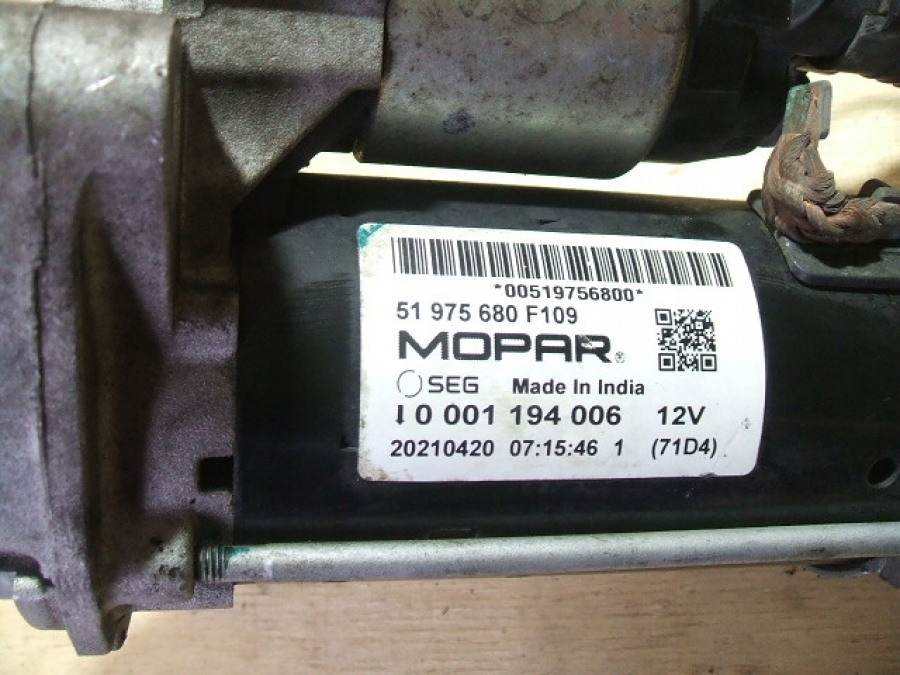 *00519756800*
51 975 680 F109
MOPAR®
SEG Made In India
0 001 194 006 12V
20210420 07:15:46 1 (71D4)